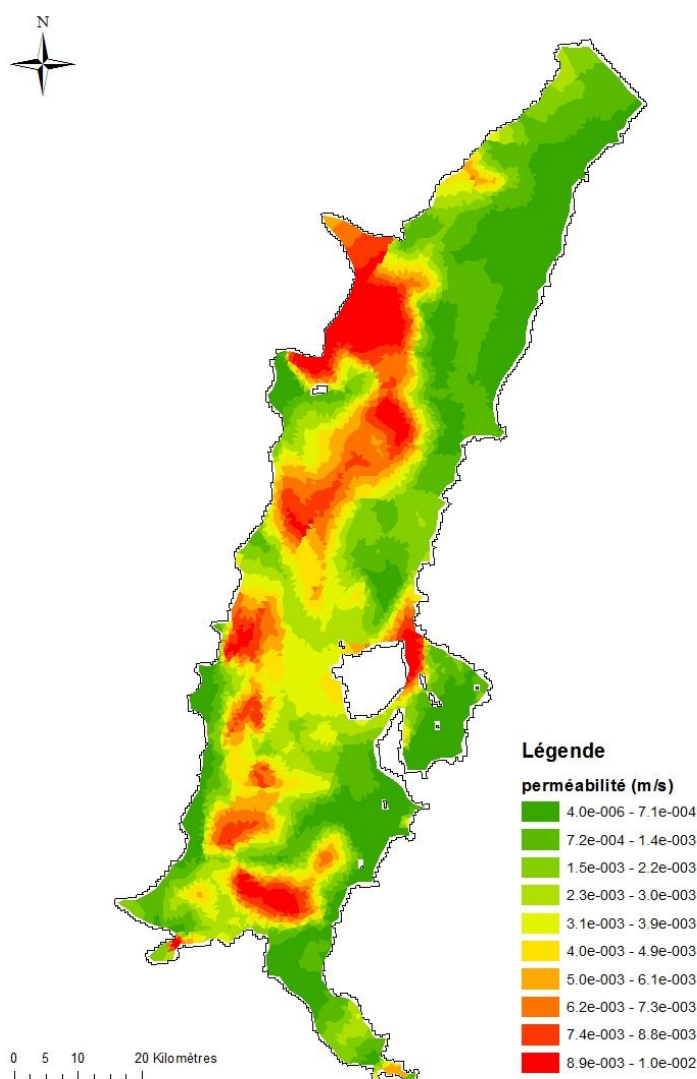 N
Légende
perméabilité (m/s)
4.0e-006 - 7.1e-004
7.2e-004 - 1.4e-003
1.5e-003 - 2.2e-003
2.3e-003 - 3.0e-003
3.1e-003 - 3.9e-003
4.0e-003 - 4.9e-003
5.0e-003 - 6.1e-003
6.2e-003 - 7.3e-003
7.4e-003 - 8.8e-003
8.9e-003 - 1.0e-002
0 5 10 20 Kilomètres